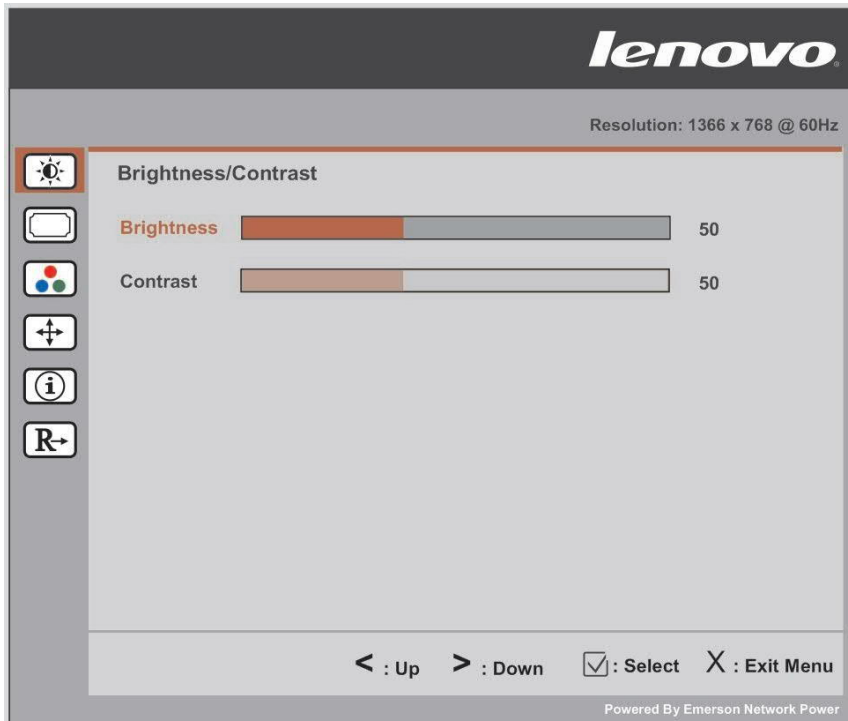 lenovo®
Resolution: 1366 x 768 @ 60Hz
Brightness/Contrast
Brightness 50
Contrast 50
i
R→
< : Up > : Down ☑ : Select X : Exit Menu
Powered By Emerson Network Power